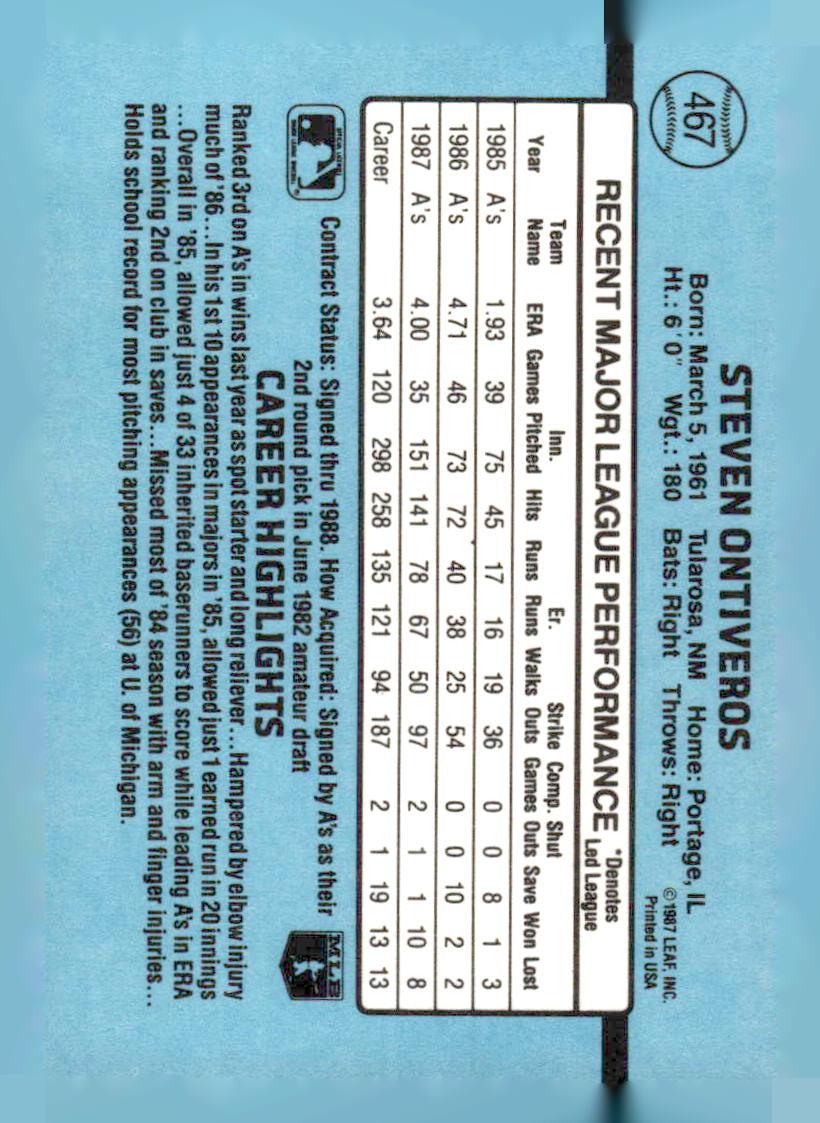 467
STEVEN ONTIVEROS
Born: March 5, 1961 Tularosa, NM Home: Portage, IL
Ht.: 6'0" Wgt.: 180 Bats: Right Throws: Right
©1987 LEAF, INC.
Printed in USA
RECENT MAJOR LEAGUE PERFORMANCE *Denotes Led League
Year Team Name ERA Games Inn. Pitched Hits Runs Er. Runs Walks Strike Outs Comp. Games Shut Outs Save Won Lost
1985 A's 1.93 39 75 45 17 16 19 36 0 0 8 1 3
1986 A's 4.71 46 73 72 40 38 25 54 0 0 10 2 2
1987 A's 4.00 35 151 141 78 67 50 97 2 1 1 10 8
Career 3.64 120 298 258 135 121 94 187 2 1 19 13 13
Contract Status: Signed thru 1988. How Acquired: Signed by A's as their
2nd round pick in June 1982 amateur draft
MLB
CAREER HIGHLIGHTS
Ranked 3rd on A's in wins last year as spot starter and long reliever... Hampered by elbow injury
much of '86...In his 1st 10 appearances in majors in '85, allowed just 1 earned run in 20 innings
...Overall in '85, allowed just 4 of 33 inherited baserunners to score while leading A's in ERA
and ranking 2nd on club in saves...Missed most of '84 season with arm and finger injuries...
Holds school record for most pitching appearances (56) at U. of Michigan.